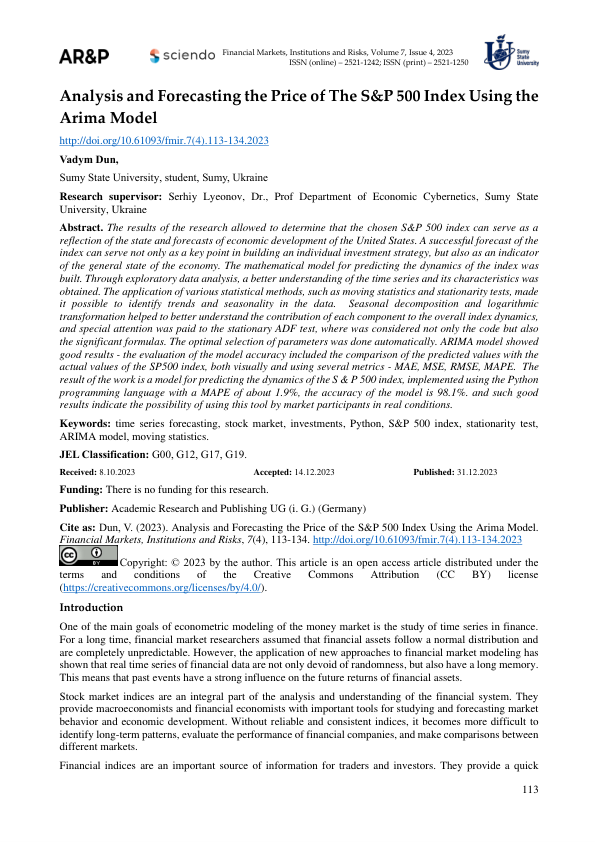 AR&P
sciendo
Financial Markets, Institutions and Risks, Volume 7, Issue 4, 2023
ISSN (online) – 2521-1242; ISSN (print) – 2521-1250
Sumy
State
University
Analysis and Forecasting the Price of The S&P 500 Index Using the
Arima Model
http://doi.org/10.61093/fmir.7(4).113-134.2023
Vadym Dun,
Sumy State University, student, Sumy, Ukraine
Research supervisor: Serhiy Lyeonov, Dr., Prof Department of Economic Cybernetics, Sumy State
University, Ukraine
Abstract. The results of the research allowed to determine that the chosen S&P 500 index can serve as a
reflection of the state and forecasts of economic development of the United States. A successful forecast of the
index can serve not only as a key point in building an individual investment strategy, but also as an indicator
of the general state of the economy. The mathematical model for predicting the dynamics of the index was
built. Through exploratory data analysis, a better understanding of the time series and its characteristics was
obtained. The application of various statistical methods, such as moving statistics and stationarity tests, made
it possible to identify trends and seasonality in the data. Seasonal decomposition and logarithmic
transformation helped to better understand the contribution of each component to the overall index dynamics,
and special attention was paid to the stationary ADF test, where was considered not only the code but also
the significant formulas. The optimal selection of parameters was done automatically. ARIMA model showed
good results - the evaluation of the model accuracy included the comparison of the predicted values with the
actual values of the SP500 index, both visually and using several metrics - MAE, MSE, RMSE, MAPE. The
result of the work is a model for predicting the dynamics of the S & P 500 index, implemented using the Python
programming language with a MAPE of about 1.9%, the accuracy of the model is 98.1%. and such good
results indicate the possibility of using this tool by market participants in real conditions.
Keywords: time series forecasting, stock market, investments, Python, S&P 500 index, stationarity test,
ARIMA model, moving statistics.
JEL Classification: G00, G12, G17, G19.
Received: 8.10.2023 Accepted: 14.12.2023 Published: 31.12.2023
Funding: There is no funding for this research.
Publisher: Academic Research and Publishing UG (i. G.) (Germany)
Cite as: Dun, V. (2023). Analysis and Forecasting the Price of the S&P 500 Index Using the Arima Model.
Financial Markets, Institutions and Risks, 7(4), 113-134. http://doi.org/10.61093/fmir.7(4).113-134.2023
cc BY Copyright: © 2023 by the author. This article is an open access article distributed under the
terms and conditions of the Creative Commons Attribution (CC BY) license
(https://creativecommons.org/licenses/by/4.0/).
Introduction
One of the main goals of econometric modeling of the money market is the study of time series in finance.
For a long time, financial market researchers assumed that financial assets follow a normal distribution and
are completely unpredictable. However, the application of new approaches to financial market modeling has
shown that real time series of financial data are not only devoid of randomness, but also have a long memory.
This means that past events have a strong influence on the future returns of financial assets.
Stock market indices are an integral part of the analysis and understanding of the financial system. They
provide macroeconomists and financial economists with important tools for studying and forecasting market
behavior and economic development. Without reliable and consistent indices, it becomes more difficult to
identify long-term patterns, evaluate the performance of financial companies, and make comparisons between
different markets.
Financial indices are an important source of information for traders and investors. They provide a quick
113